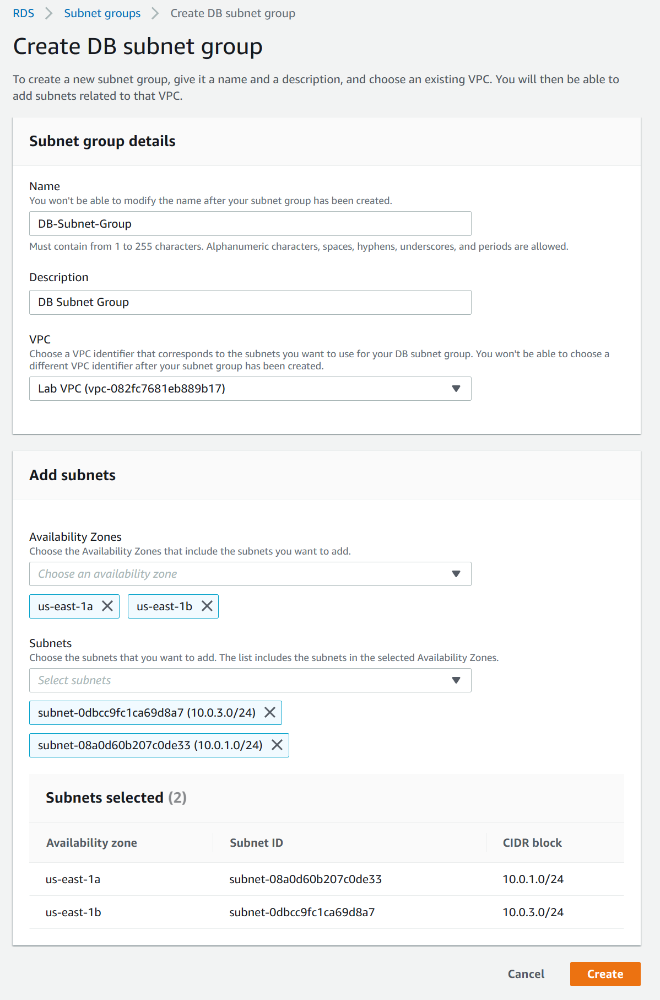 RDS > Subnet groups > Create DB subnet group
Create DB subnet group
To create a new subnet group, give it a name and a description, and choose an existing VPC. You will then be able to
add subnets related to that VPC.
Subnet group details
Name
You won't be able to modify the name after your subnet group has been created.
DB-Subnet-Group
Must contain from 1 to 255 characters. Alphanumeric characters, spaces, hyphens, underscores, and periods are allowed.
Description
DB Subnet Group
VPC
Choose a VPC identifier that corresponds to the subnets you want to use for your DB subnet group. You won't be able to choose a
different VPC identifier after your subnet group has been created.
Lab VPC (vpc-082fc7681eb889b17)
Add subnets
Availability Zones
Choose the Availability Zones that include the subnets you want to add.
Choose an availability zone
us-east-1a us-east-1b
Subnets
Choose the subnets that you want to add. The list includes the subnets in the selected Availability Zones.
Select subnets
subnet-0dbcc9fc1ca69d8a7 (10.0.3.0/24)
subnet-08a0d60b207c0de33 (10.0.1.0/24)
Subnets selected (2)
Availability zone Subnet ID CIDR block
us-east-1a subnet-08a0d60b207c0de33 10.0.1.0/24
us-east-1b subnet-0dbcc9fc1ca69d8a7 10.0.3.0/24
Cancel Create